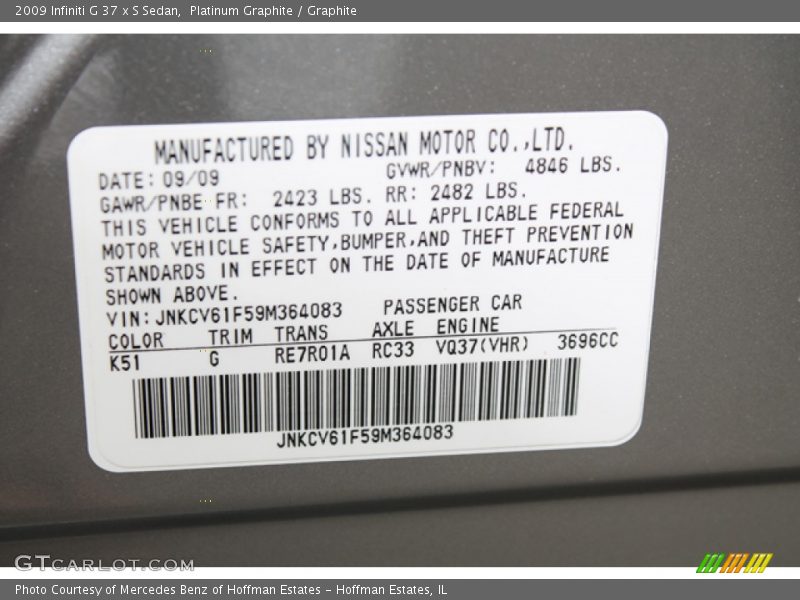 2009 Infiniti G 37 x S Sedan,  Platinum Graphite / Graphite
MANUFACTURED BY NISSAN MOTOR CO.,LTD.
DATE: 09/09 GVWR/PNBV: 4846 LBS.
GAWR/PNBE FR: 2423 LBS. RR: 2482 LBS.
THIS VEHICLE CONFORMS TO ALL APPLICABLE FEDERAL
MOTOR VEHICLE SAFETY,BUMPER,AND THEFT PREVENTION
STANDARDS IN EFFECT ON THE DATE OF MANUFACTURE
SHOWN ABOVE.
VIN: JNKCV61F59M364083 PASSENGER CAR
COLOR TRIM TRANS AXLE ENGINE
K51 G RE7R01A RC33 VQ37(VHR) 3696CC
JNKCV61F59M364083
GTCARLOT.COM
Photo Courtesy of Mercedes Benz of Hoffman Estates - Hoffman Estates, IL